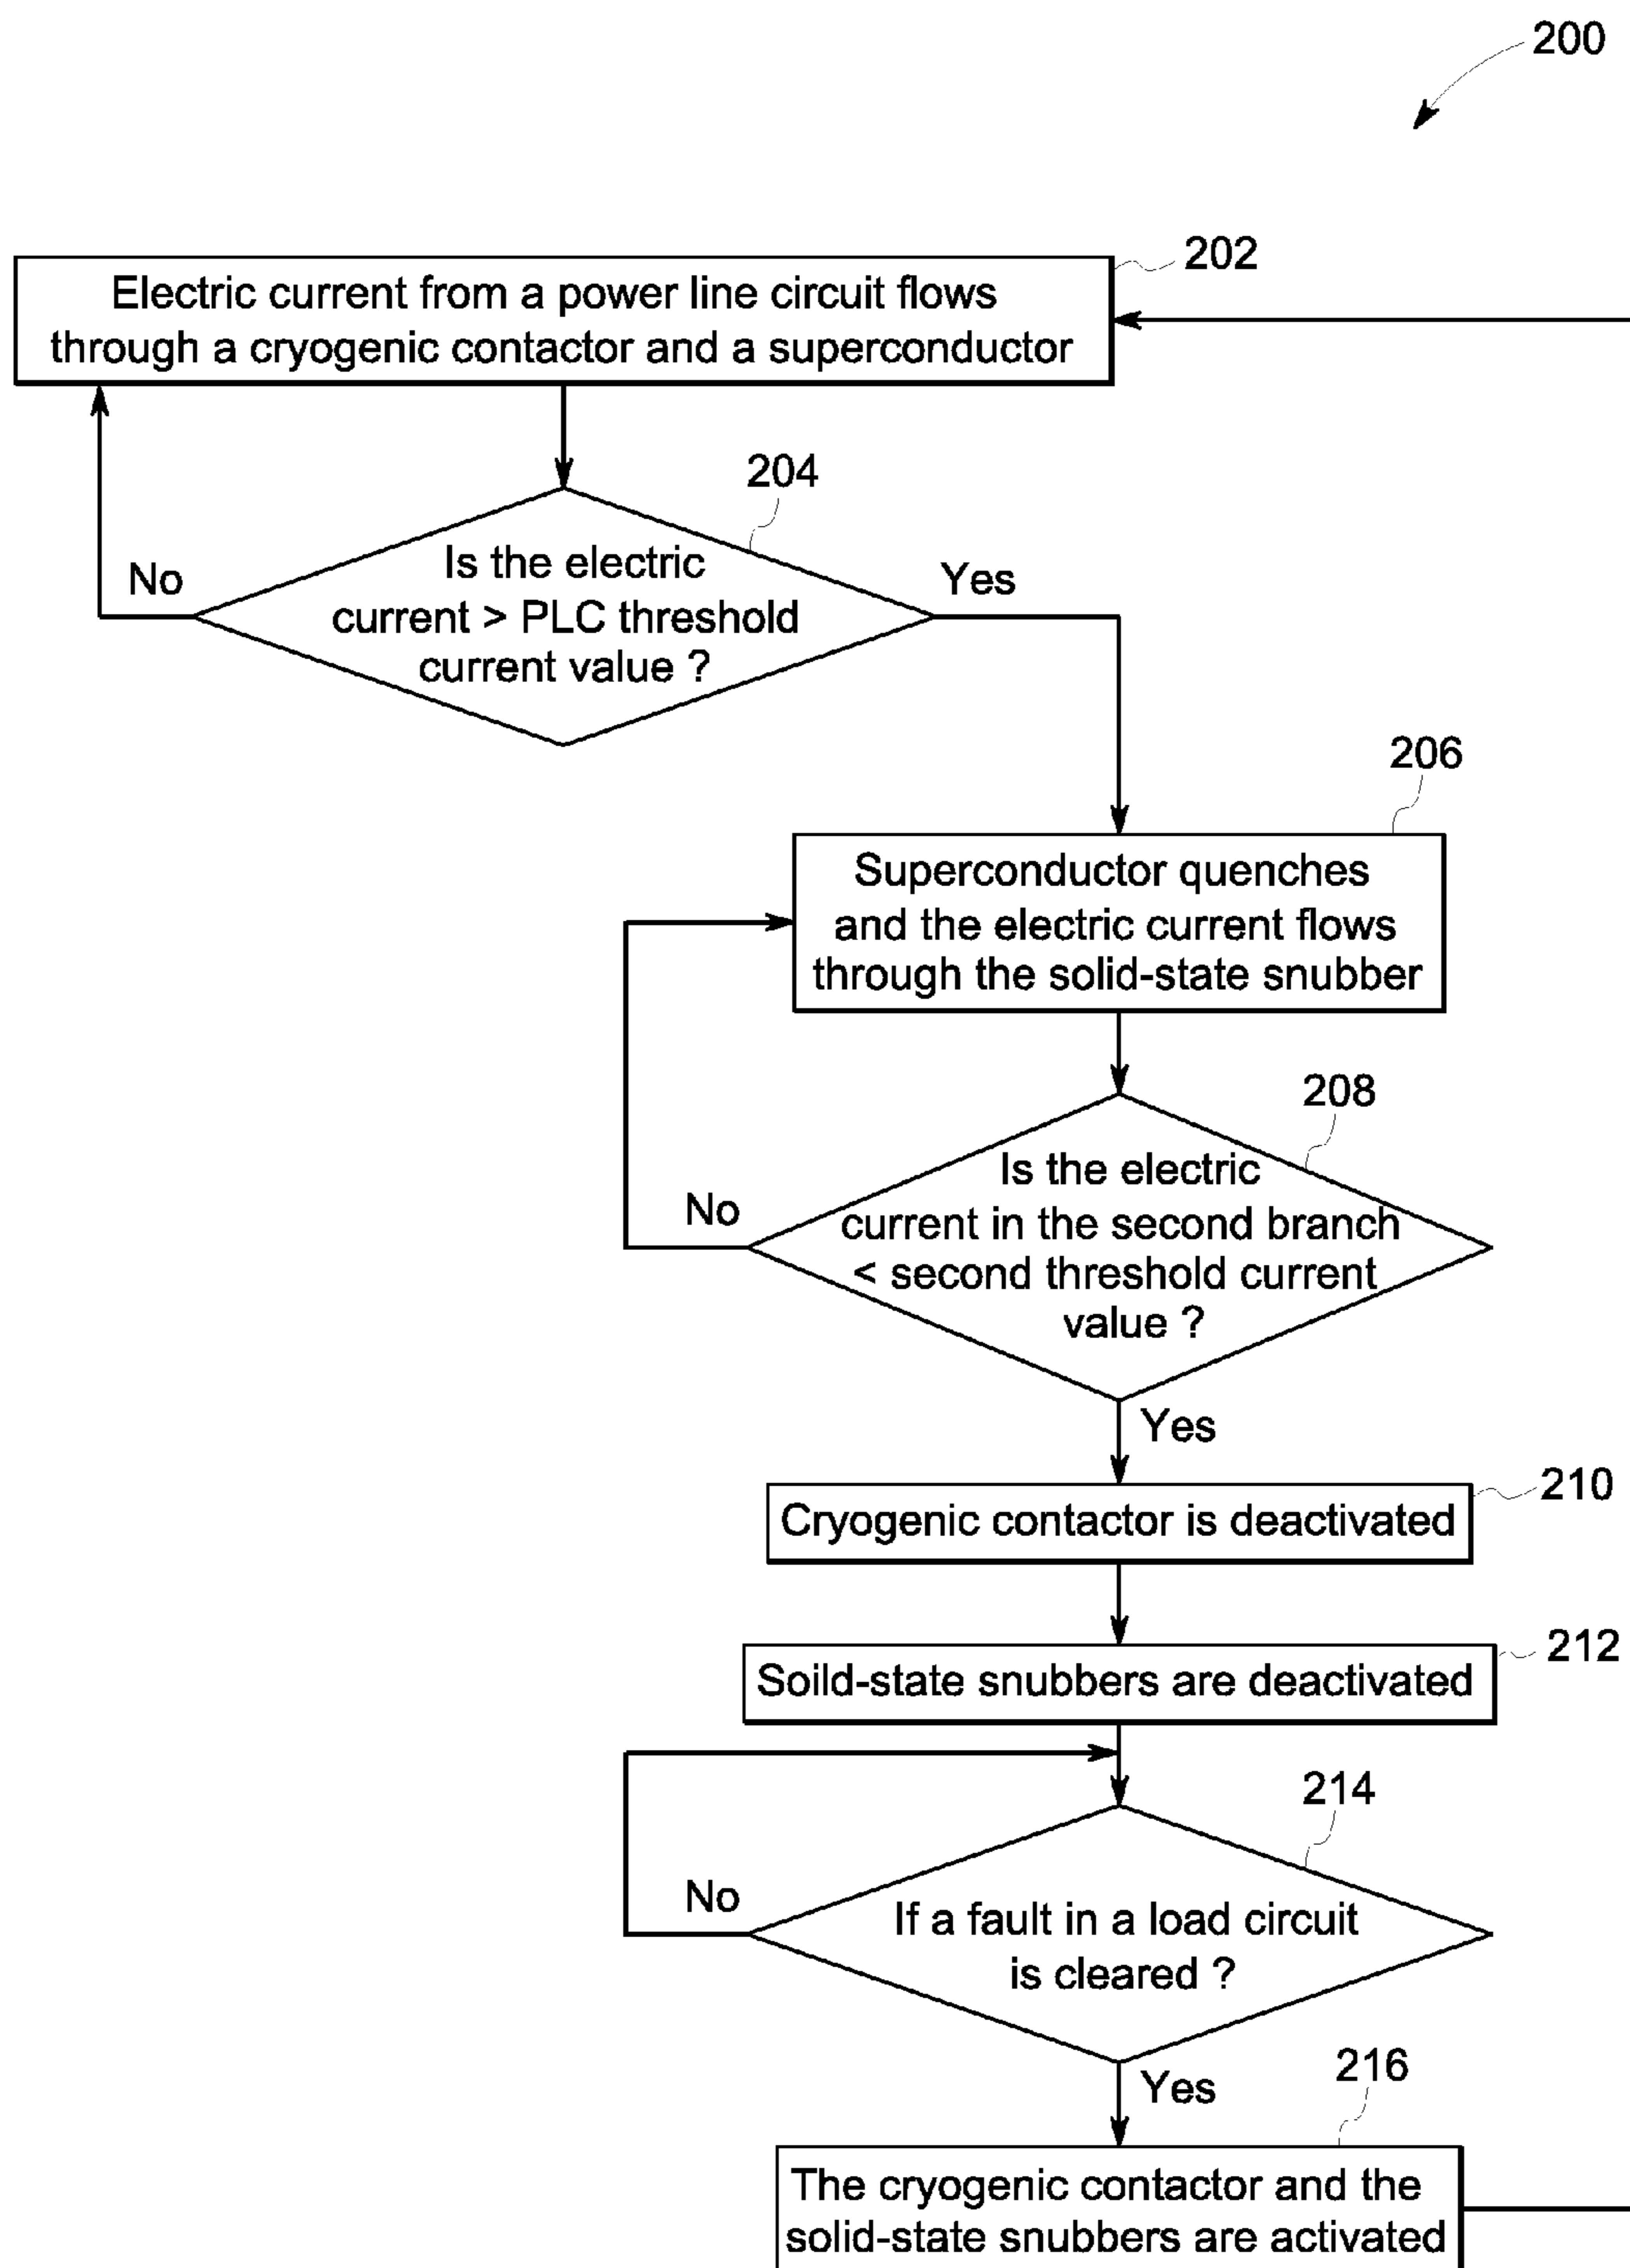 200
202
Electric current from a power line circuit flows
through a cryogenic contactor and a superconductor
204
Is the electric
current > PLC threshold
current value ?
No
Yes
206
Superconductor quenches
and the electric current flows
through the solid-state snubber
208
Is the electric
current in the second branch
< second threshold current
value ?
No
Yes
210
Cryogenic contactor is deactivated
212
Soild-state snubbers are deactivated
214
If a fault in a load circuit
is cleared ?
No
Yes
216
The cryogenic contactor and the
solid-state snubbers are activated